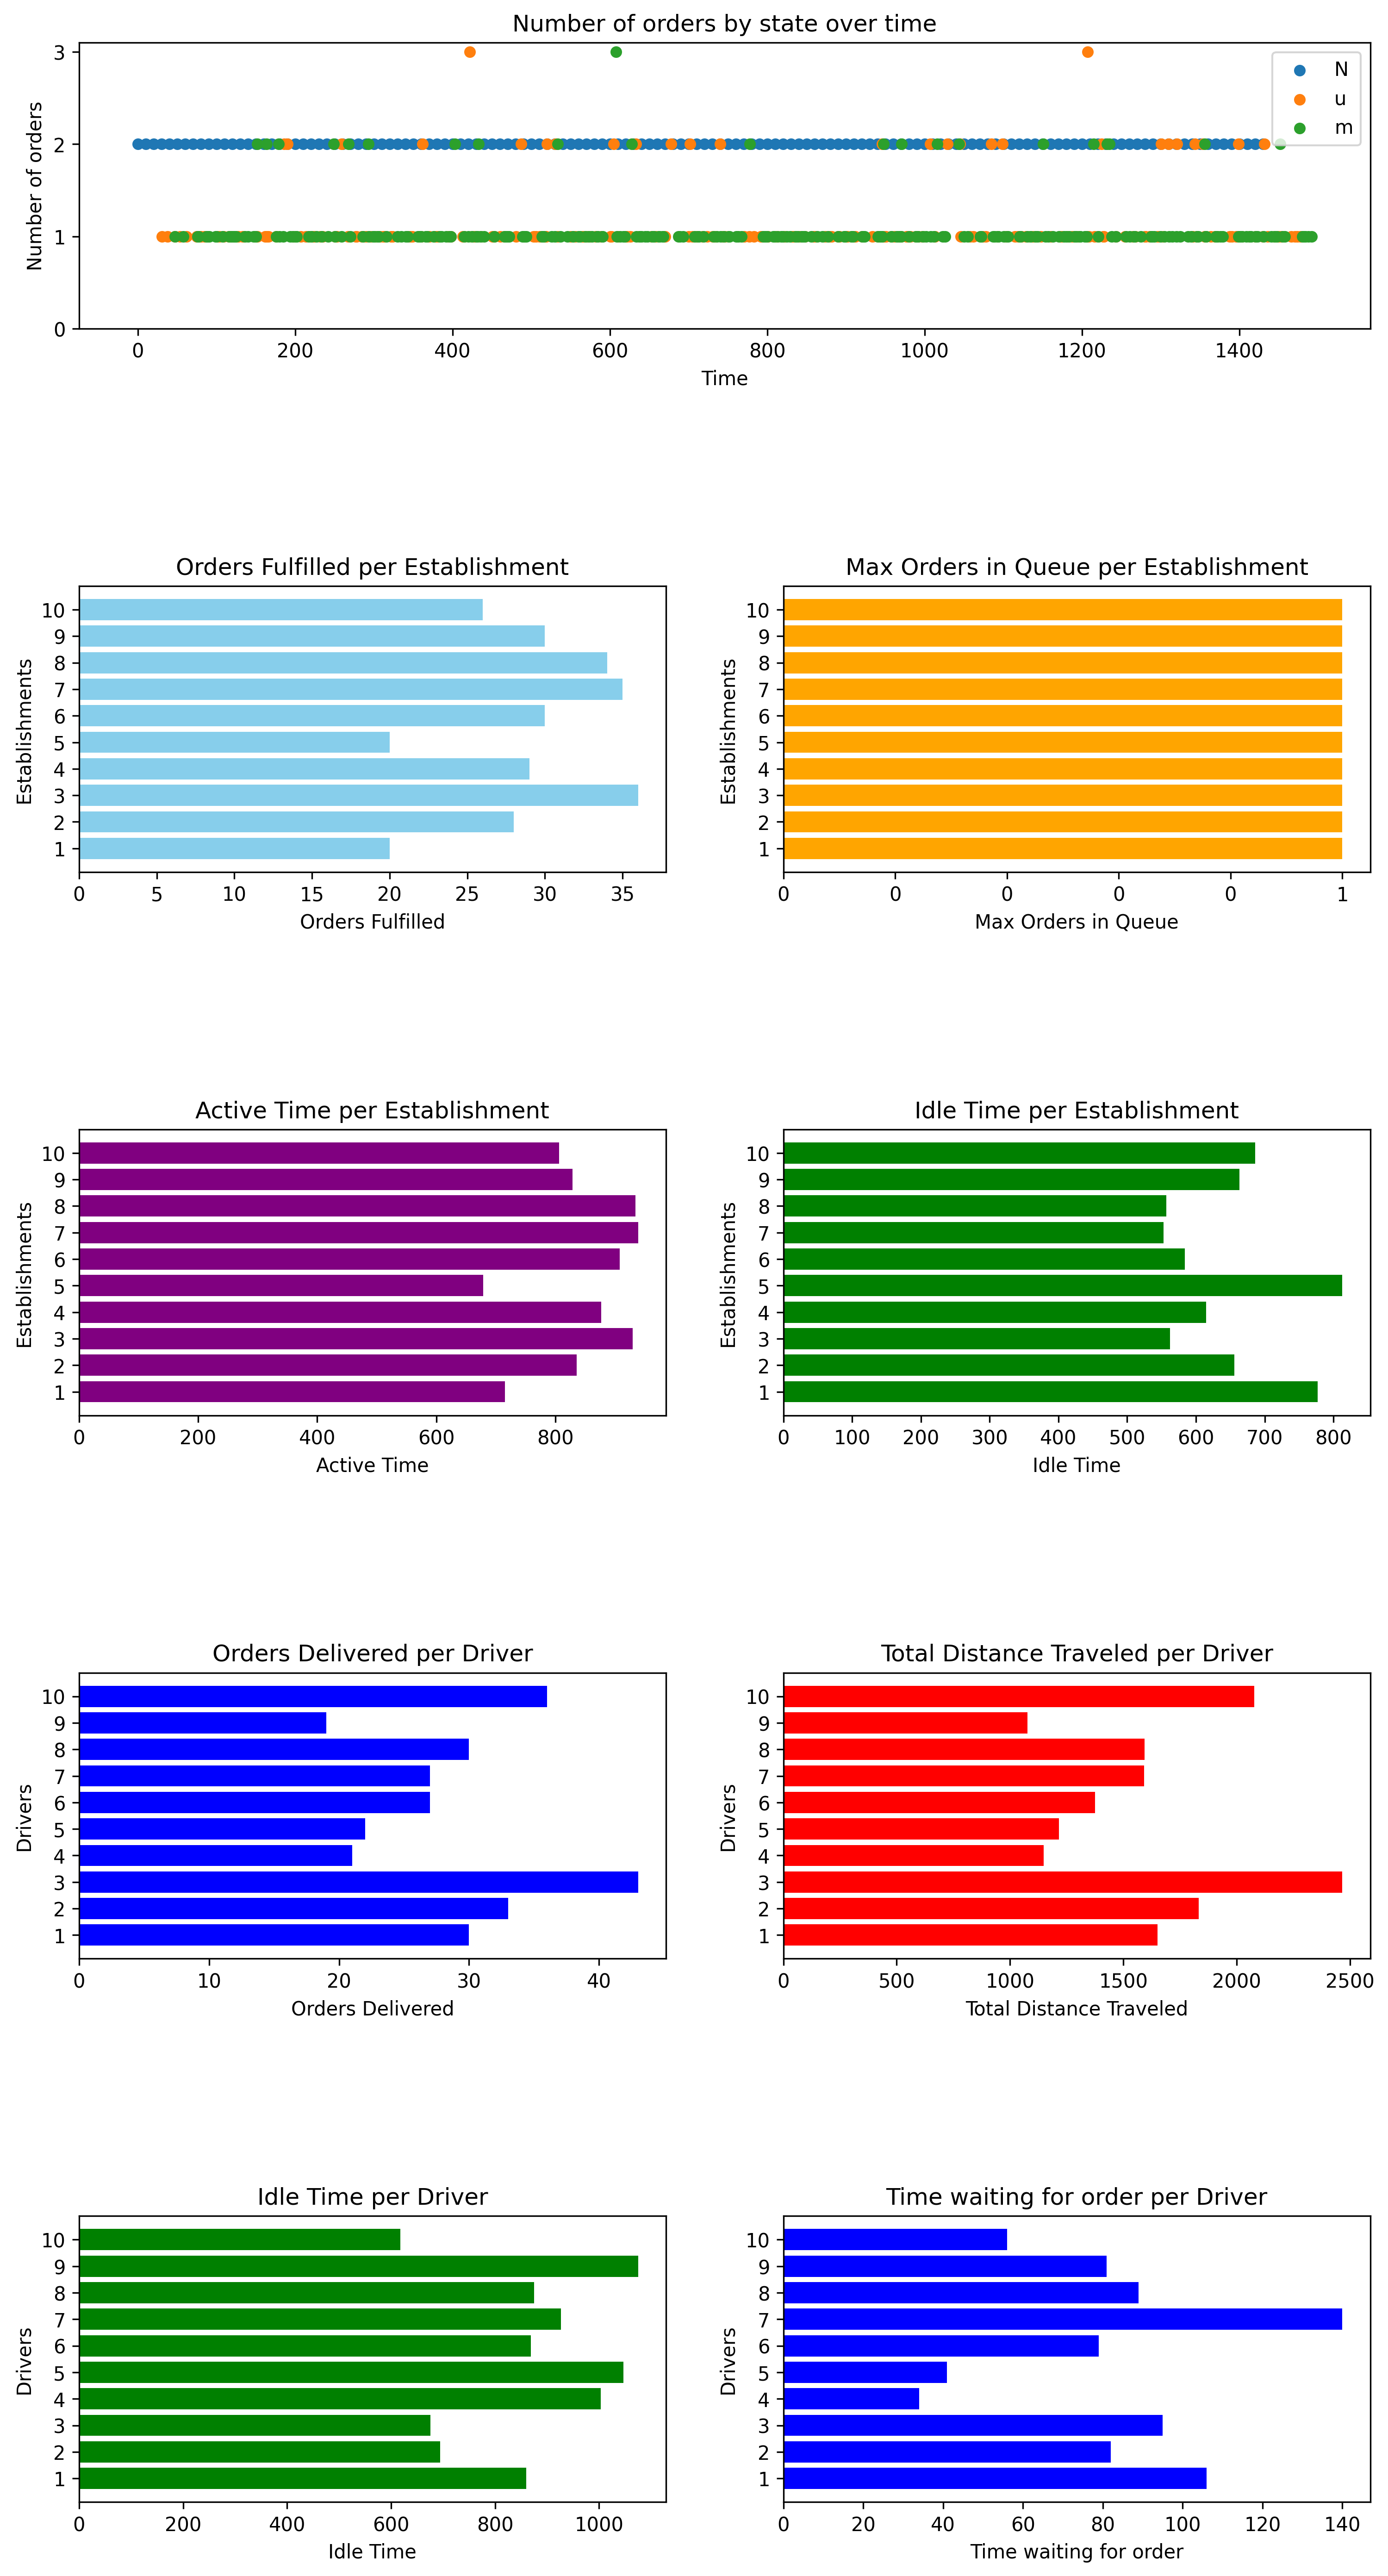 Number of orders by state over time
Number of orders
3
2
1
0
N
u
m
0 200 400 600 800 1000 1200 1400
Time
Orders Fulfilled per Establishment
Establishments
10
9
8
7
6
5
4
3
2
1
0 5 10 15 20 25 30 35
Orders Fulfilled
Max Orders in Queue per Establishment
Establishments
10
9
8
7
6
5
4
3
2
1
0 0 0 0 0 1
Max Orders in Queue
Active Time per Establishment
Establishments
10
9
8
7
6
5
4
3
2
1
0 200 400 600 800
Active Time
Idle Time per Establishment
Establishments
10
9
8
7
6
5
4
3
2
1
0 100 200 300 400 500 600 700 800
Idle Time
Orders Delivered per Driver
Drivers
10
9
8
7
6
5
4
3
2
1
0 10 20 30 40
Orders Delivered
Total Distance Traveled per Driver
Drivers
10
9
8
7
6
5
4
3
2
1
0 500 1000 1500 2000 2500
Total Distance Traveled
Idle Time per Driver
Drivers
10
9
8
7
6
5
4
3
2
1
0 200 400 600 800 1000
Idle Time
Time waiting for order per Driver
Drivers
10
9
8
7
6
5
4
3
2
1
0 20 40 60 80 100 120 140
Time waiting for order